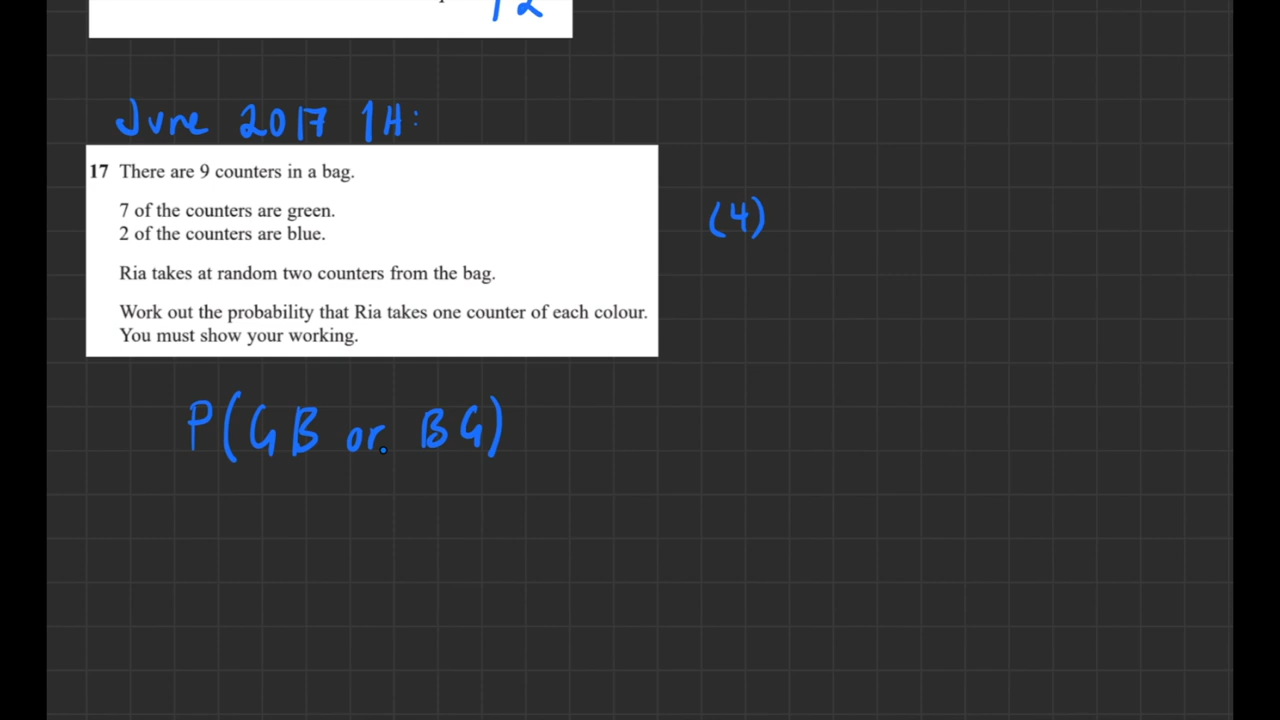 2
June 2017 1H:
17 There are 9 counters in a bag.
7 of the counters are green.
2 of the counters are blue.
(4)
Ria takes at random two counters from the bag.
Work out the probability that Ria takes one counter of each colour.
You must show your working.
P(GB or BG)